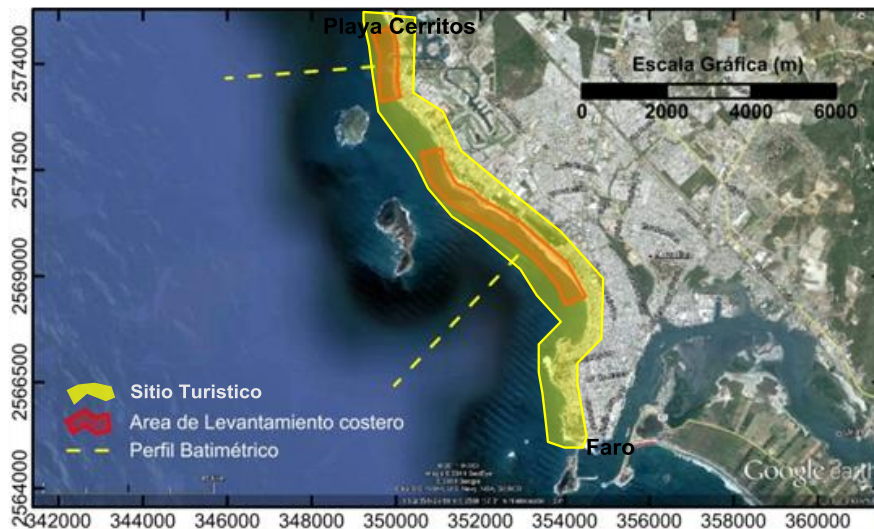 Playa Cerritos
Escala Gráfica (m)
0 2000 4000 6000
2574000
2571500
2569000
2566500
2564000
Sitio Turistico
Area de Levantamiento costero
Perfil Batimétrico
Faro
Google earth
342000 344000 346000 348000 350000 352000 354000 356000 358000 360000